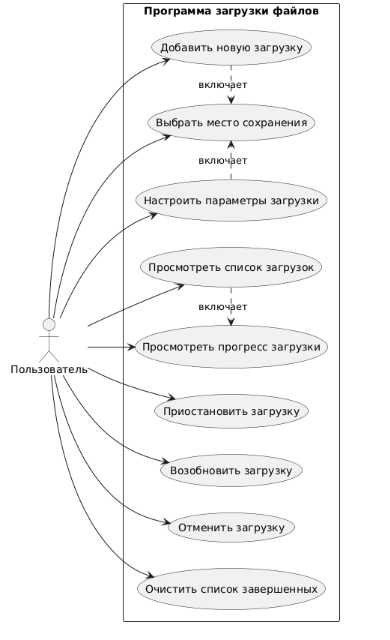 Программа загрузки файлов
Добавить новую загрузку
включает
Выбрать место сохранения
включает
Настроить параметры загрузки
Просмотреть список загрузок
включает
Просмотреть прогресс загрузки
Пользователь
Приостановить загрузку
Возобновить загрузку
Отменить загрузку
Очистить список завершенных